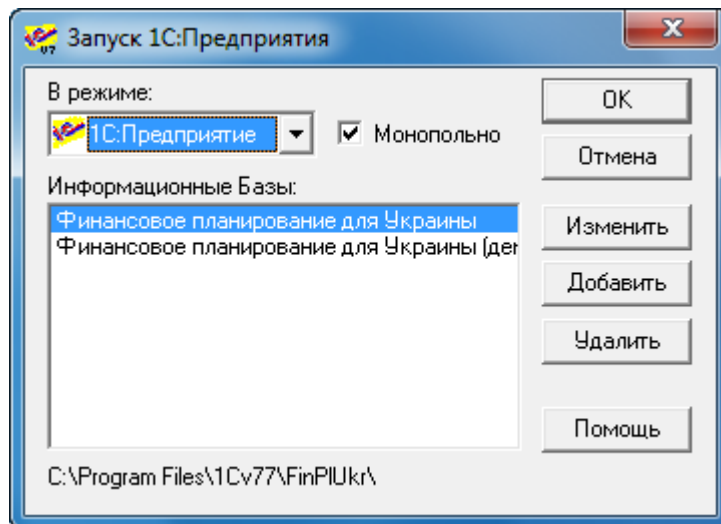 Запуск 1С:Предприятия
В режиме:
1С:Предприятие
Монопольно
Информационные Базы:
Финансовое планирование для Украины
Финансовое планирование для Украины (дем
C:\Program Files\1Cv77\FinPlUkr\
OK
Отмена
Изменить
Добавить
Удалить
Помощь